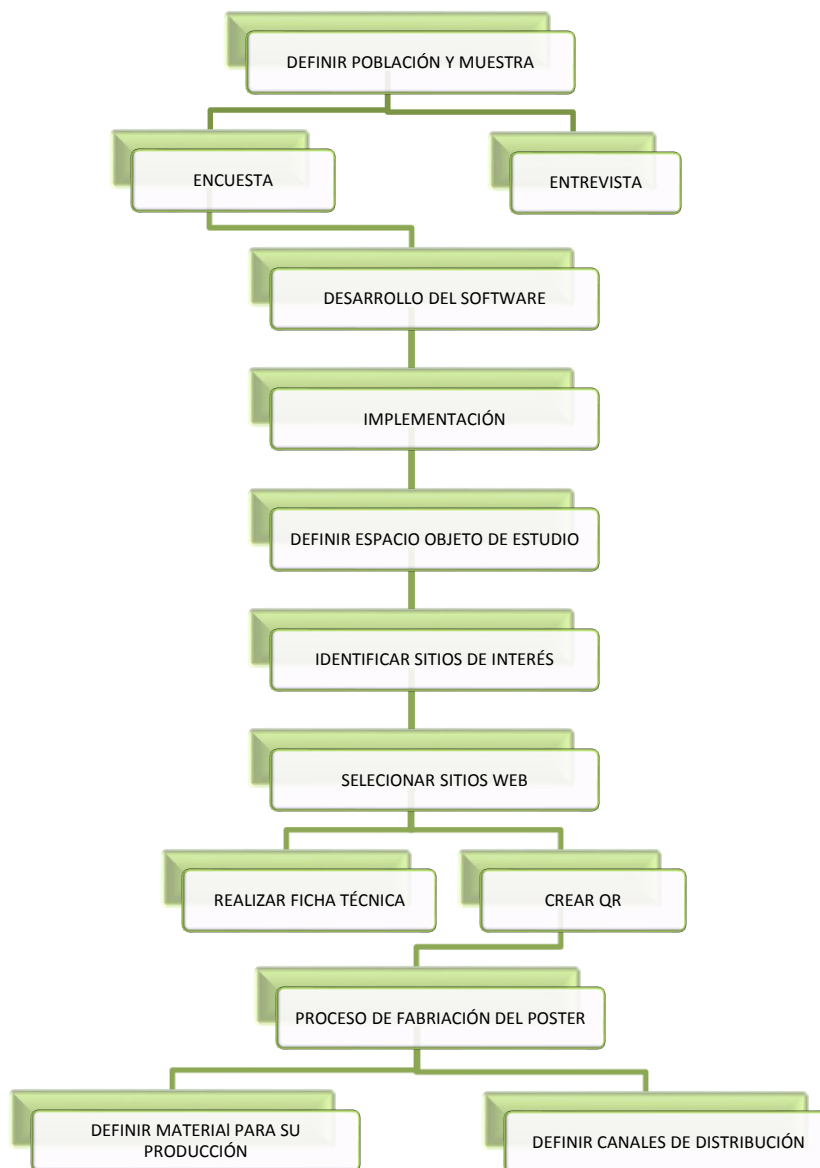 DEFINIR POBLACIÓN Y MUESTRA
ENCUESTA
ENTREVISTA
DESARROLLO DEL SOFTWARE
IMPLEMENTACIÓN
DEFINIR ESPACIO OBJETO DE ESTUDIO
IDENTIFICAR SITIOS DE INTERÉS
SELECIONAR SITIOS WEB
REALIZAR FICHA TÉCNICA
CREAR QR
PROCESO DE FABRIACIÓN DEL POSTER
DEFINIR MATERIAl PARA SU
PRODUCCIÓN
DEFINIR CANALES DE DISTRIBUCIÓN